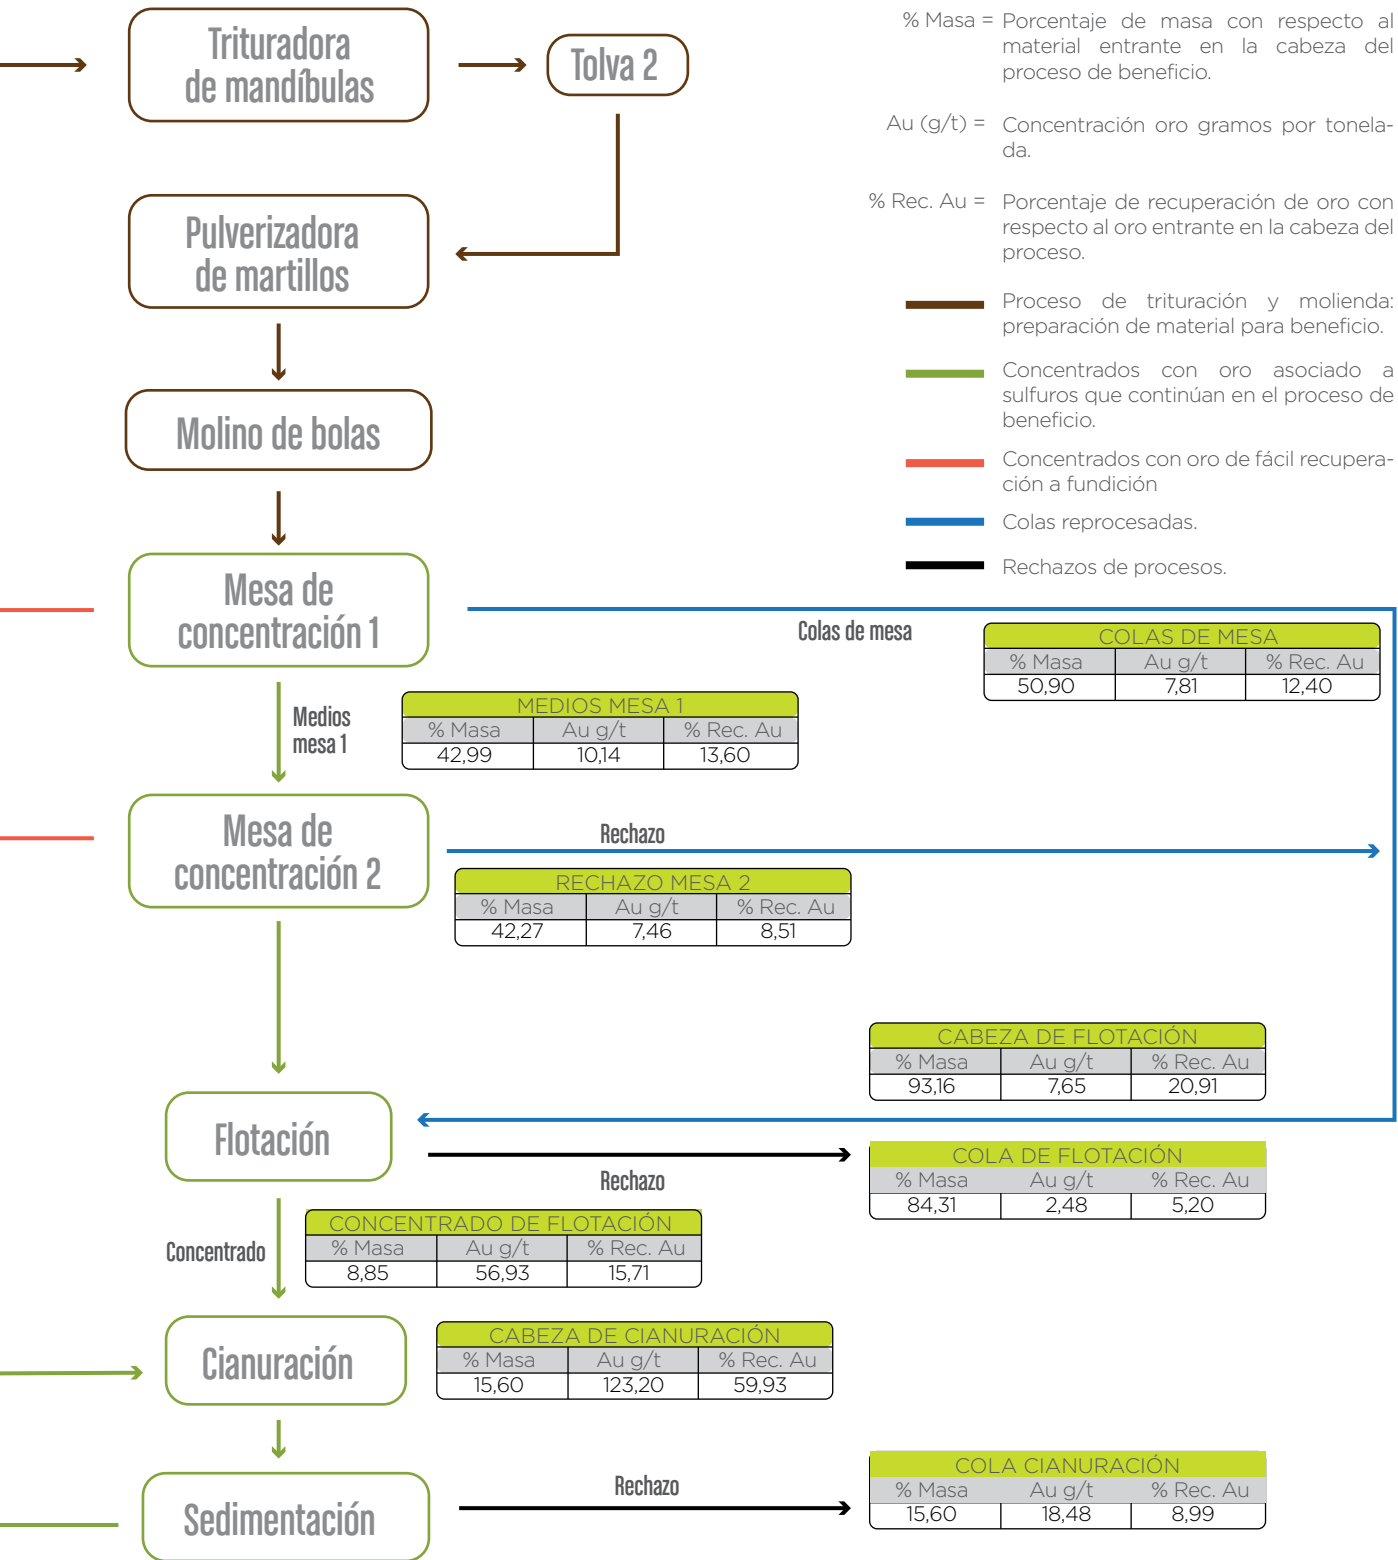 Trituradora
de mandíbulas
Tolva 2
Pulverizadora
de martillos
Molino de bolas
% Masa = Porcentaje de masa con respecto al
material entrante en la cabeza del
proceso de beneficio.
Au (g/t) = Concentración oro gramos por tonela-
da.
% Rec. Au = Porcentaje de recuperación de oro con
respecto al oro entrante en la cabeza del
proceso.
Proceso de trituración y molienda:
preparación de material para beneficio.
Concentrados con oro asociado a
sulfuros que continúan en el proceso de
beneficio.
Concentrados con oro de fácil recupera-
ción a fundición
Colas reprocesadas.
Rechazos de procesos.
Mesa de
concentración 1
Colas de mesa
COLAS DE MESA
% Masa Au g/t % Rec. Au
50,90 7,81 12,40
Medios
mesa 1
MEDIOS MESA 1
% Masa Au g/t % Rec. Au
42,99 10,14 13,60
Mesa de
concentración 2
Rechazo
RECHAZO MESA 2
% Masa Au g/t % Rec. Au
42,27 7,46 8,51
CABEZA DE FLOTACIÓN
% Masa Au g/t % Rec. Au
93,16 7,65 20,91
Flotación
Rechazo
COLA DE FLOTACIÓN
% Masa Au g/t % Rec. Au
84,31 2,48 5,20
Concentrado
CONCENTRADO DE FLOTACIÓN
% Masa Au g/t % Rec. Au
8,85 56,93 15,71
Cianuración
CABEZA DE CIANURACIÓN
% Masa Au g/t % Rec. Au
15,60 123,20 59,93
Sedimentación
Rechazo
COLA CIANURACIÓN
% Masa Au g/t % Rec. Au
15,60 18,48 8,99